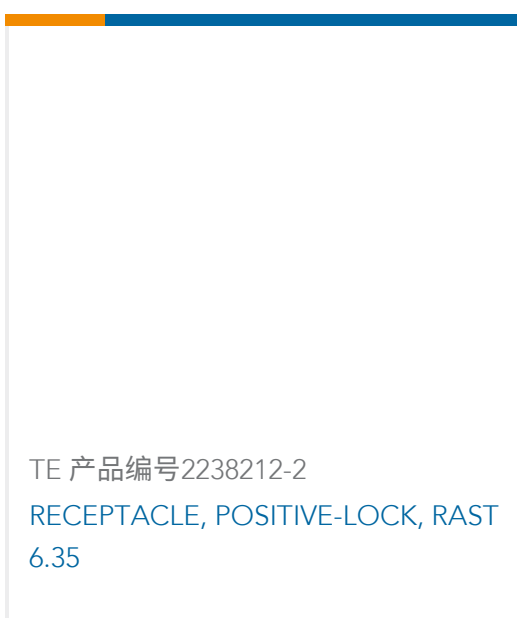 TE 产品编号2238212-2
RECEPTACLE, POSITIVE-LOCK, RAST
6.35